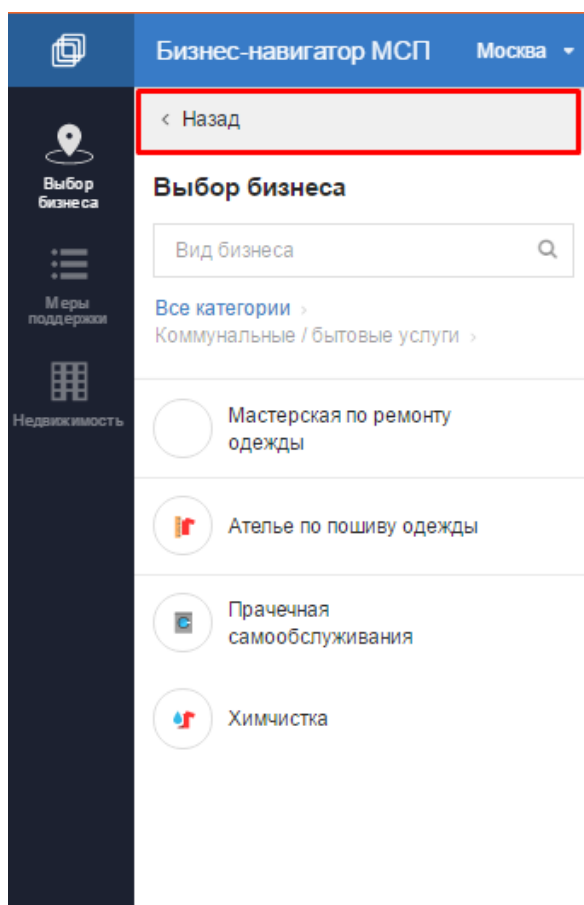 Бизнес-навигатор МСП Москва
‹ Назад
Выбор бизнеса
Меры поддержки
Недвижимость
Выбор бизнеса
Вид бизнеса
Все категории ›
Коммунальные / бытовые услуги ›
Мастерская по ремонту
одежды
Ателье по пошиву одежды
Прачечная
самообслуживания
Химчистка